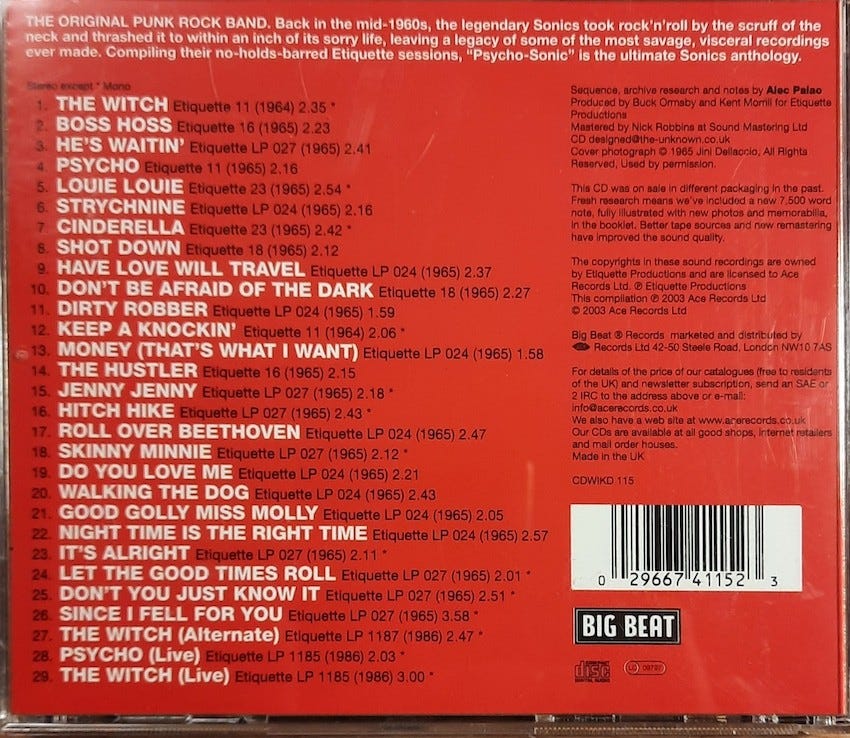 THE ORIGINAL PUNK ROCK BAND. Back in the mid-1960s, the legendary Sonics took rock'n'roll by the scruff of the
neck and thrashed it to within an inch of its sorry life, leaving a legacy of some of the most savage, visceral recordings
ever made. Compiling their no-holds-barred Etiquette sessions, "Psycho-Sonic" is the ultimate Sonics anthology.
Stereo except * Mono
1. THE WITCH Etiquette 11 (1964) 2.35 *
2. BOSS HOSS Etiquette 16 (1965) 2.23
3. HE'S WAITIN' Etiquette LP 027 (1965) 2.41
4. PSYCHO Etiquette 11 (1965) 2.16
5. LOUIE LOUIE Etiquette 23 (1965) 2.54 *
6. STRYCHNINE Etiquette LP 024 (1965) 2.16
7. CINDERELLA Etiquette 23 (1965) 2.42 *
8. SHOT DOWN Etiquette 18 (1965) 2.12
9. HAVE LOVE WILL TRAVEL Etiquette LP 024 (1965) 2.37
10. DON'T BE AFRAID OF THE DARK Etiquette 18 (1965) 2.27
11. DIRTY ROBBER Etiquette LP 024 (1965) 1.59
12. KEEP A KNOCKIN' Etiquette 11 (1964) 2.06 *
13. MONEY (THAT'S WHAT I WANT) Etiquette LP 024 (1965) 1.58
14. THE HUSTLER Etiquette 16 (1965) 2.15
15. JENNY JENNY Etiquette LP 027 (1965) 2.18 *
16. HITCH HIKE Etiquette LP 027 (1965) 2.43 *
17. ROLL OVER BEETHOVEN Etiquette LP 024 (1965) 2.47
18. SKINNY MINNIE Etiquette LP 027 (1965) 2.12 *
19. DO YOU LOVE ME Etiquette LP 024 (1965) 2.21
20. WALKING THE DOG Etiquette LP 024 (1965) 2.43
21. GOOD GOLLY MISS MOLLY Etiquette LP 024 (1965) 2.05
22. NIGHT TIME IS THE RIGHT TIME Etiquette LP 024 (1965) 2.57
23. IT'S ALRIGHT Etiquette LP 027 (1965) 2.11 *
24. LET THE GOOD TIMES ROLL Etiquette LP 027 (1965) 2.01 *
25. DON'T YOU JUST KNOW IT Etiquette LP 027 (1965) 2.51 *
26. SINCE I FELL FOR YOU Etiquette LP 027 (1965) 3.58 *
27. THE WITCH (Alternate) Etiquette LP 1187 (1986) 2.47 *
28. PSYCHO (Live) Etiquette LP 1185 (1986) 2.03 *
29. THE WITCH (Live) Etiquette LP 1185 (1986) 3.00 *
Sequence, archive research and notes by Alec Palao
Produced by Buck Ormsby and Kent Morrill for Etiquette
Productions
Mastered by Nick Robbins at Sound Mastering Ltd
CD designed@the-unknown.co.uk
Cover photograph © 1965 Jini Dellaccio, All Rights
Reserved, Used by permission.
This CD was on sale in different packaging in the past.
Fresh research means we've included a new 7,500 word
note, fully illustrated with new photos and memorabilia,
in the booklet. Better tape sources and new remastering
have improved the sound quality.
The copyrights in these sound recordings are owned
by Etiquette Productions and are licensed to Ace
Records Ltd. ℗ Etiquette Productions
This compilation ℗ 2003 Ace Records Ltd
© 2003 Ace Records Ltd
Big Beat ® Records marketed and distributed by
Records Ltd 42-50 Steele Road, London NW10 7AS
For details of the price of our catalogues (free to residents
of the UK) and newsletter subscription, send an SAE or
2 IRC to the address above or e-mail:
info@acerecords.co.uk
We also have a web site at www.acerecords.co.uk
Our CDs are available at all good shops, internet retailers
and mail order houses.
Made in the UK
CDWIKD 115
0 29667 41152 3
BIG BEAT
COMPACT
disc
DIGITAL AUDIO